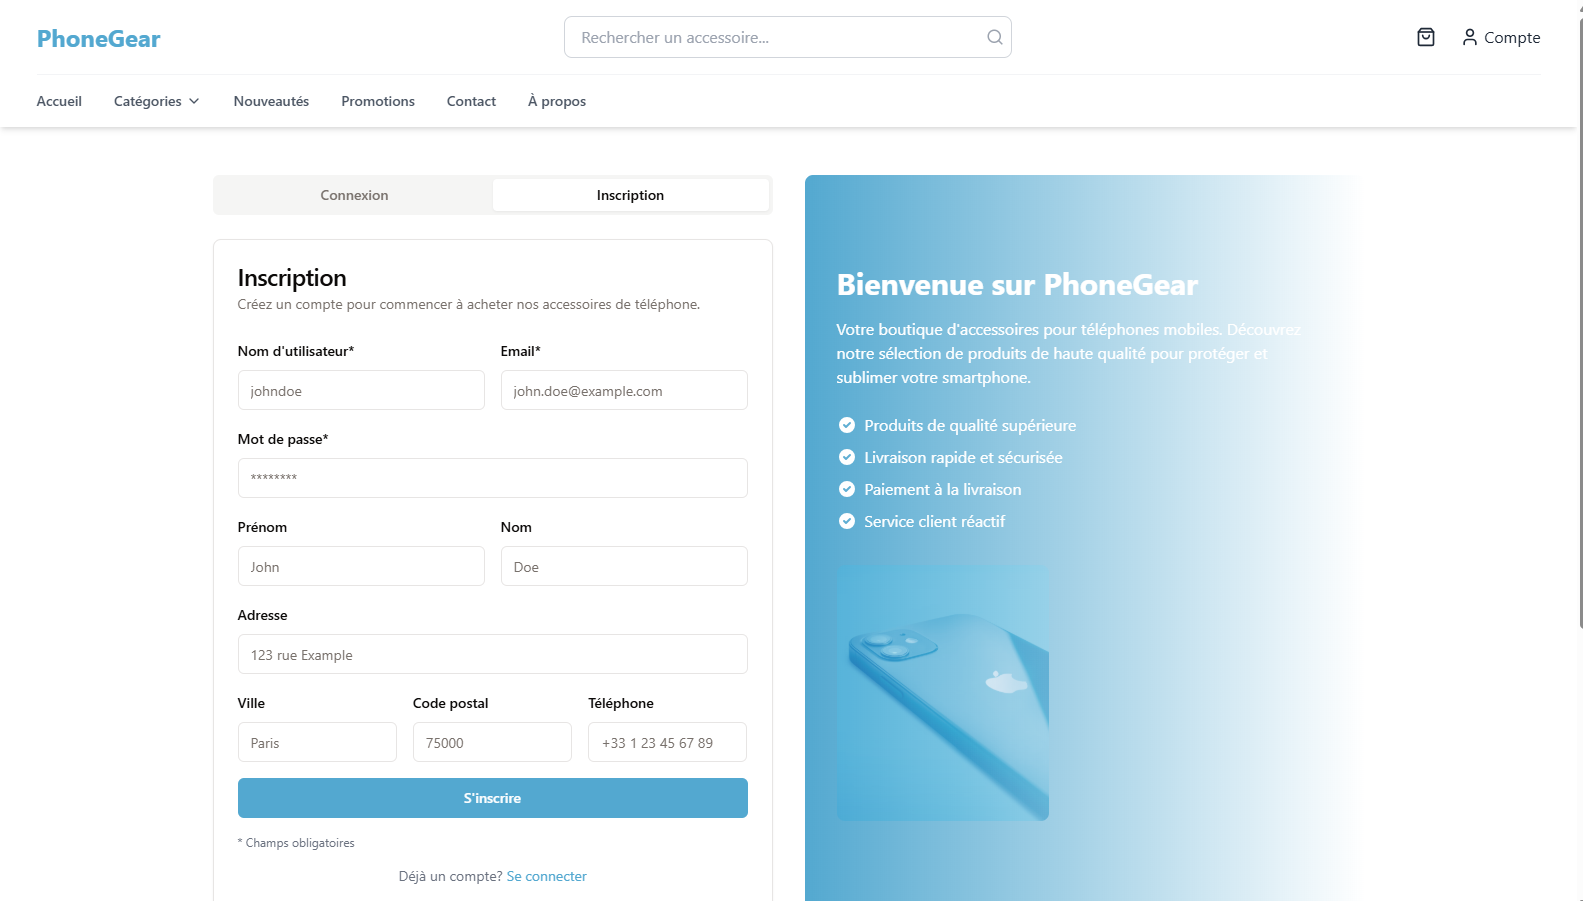 PhoneGear
Rechercher un accessoire...
Compte
Accueil
Catégories
Nouveautés
Promotions
Contact
À propos
Connexion
Inscription
Inscription
Créez un compte pour commencer à acheter nos accessoires de téléphone.
Nom d'utilisateur*
Email*
johndoe
john.doe@example.com
Mot de passe*
********
Prénom
Nom
John
Doe
Adresse
123 rue Example
Ville
Code postal
Téléphone
Paris
75000
+33 1 23 45 67 89
S'inscrire
* Champs obligatoires
Déjà un compte? Se connecter
Bienvenue sur PhoneGear
Votre boutique d'accessoires pour téléphones mobiles. Découvrez
notre sélection de produits de haute qualité pour protéger et
sublimer votre smartphone.
Produits de qualité supérieure
Livraison rapide et sécurisée
Paiement à la livraison
Service client réactif